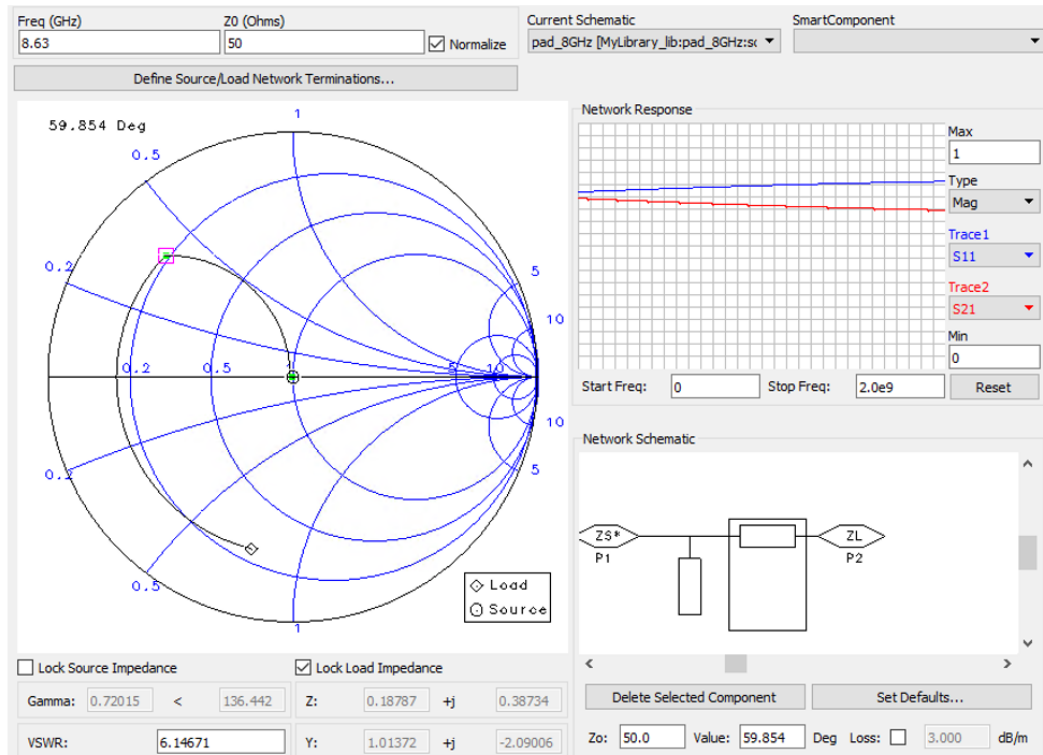 Freq (GHz)
Z0 (Ohms)
8.63
50
Normalize
Current Schematic
SmartComponent
pad_8GHz [MyLibrary_lib:pad_8GHz:sc
Define Source/Load Network Terminations...
59.854 Deg
1
0.5
0.2
5
10
0.2
0.5
1
5
10
10
5
0.2
0.5
1
Load
Source
Network Response
Max
1
Type
Mag
Trace1
S11
Trace2
S21
Min
0
Start Freq:
0
Stop Freq:
2.0e9
Reset
Network Schematic
ZS*
P1
ZL
P2
Lock Source Impedance
Lock Load Impedance
Gamma:
0.72015
<
136.442
Z:
0.18787
+j
0.38734
VSWR:
6.14671
Y:
1.01372
+j
-2.09006
Delete Selected Component
Set Defaults...
Zo:
50.0
Value:
59.854
Deg
Loss:
3.000
dB/m